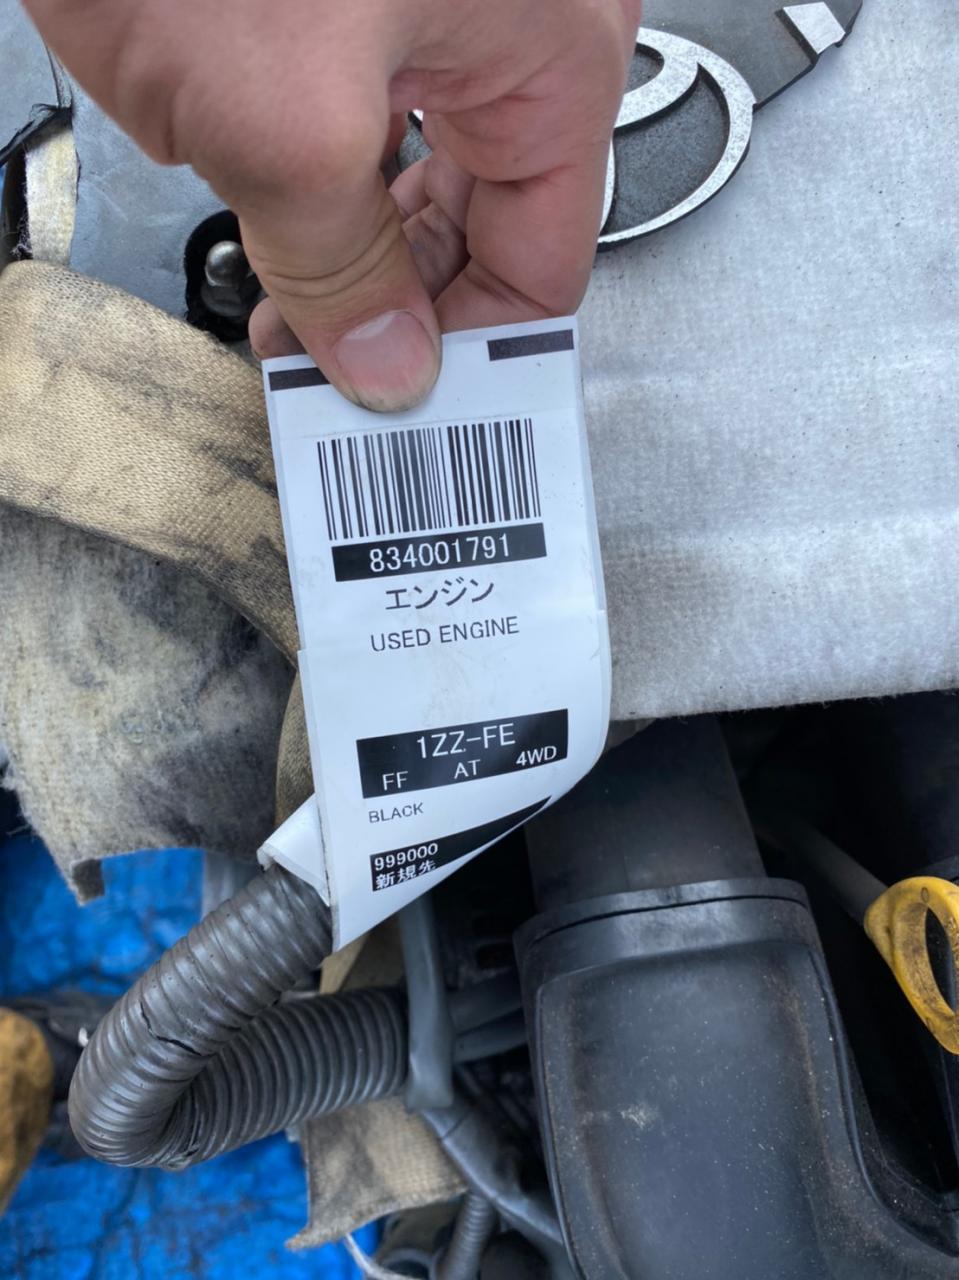 834001791
エンジン
USED ENGINE
1ZZ-FE
FF AT 4WD
BLACK
999000
新規先